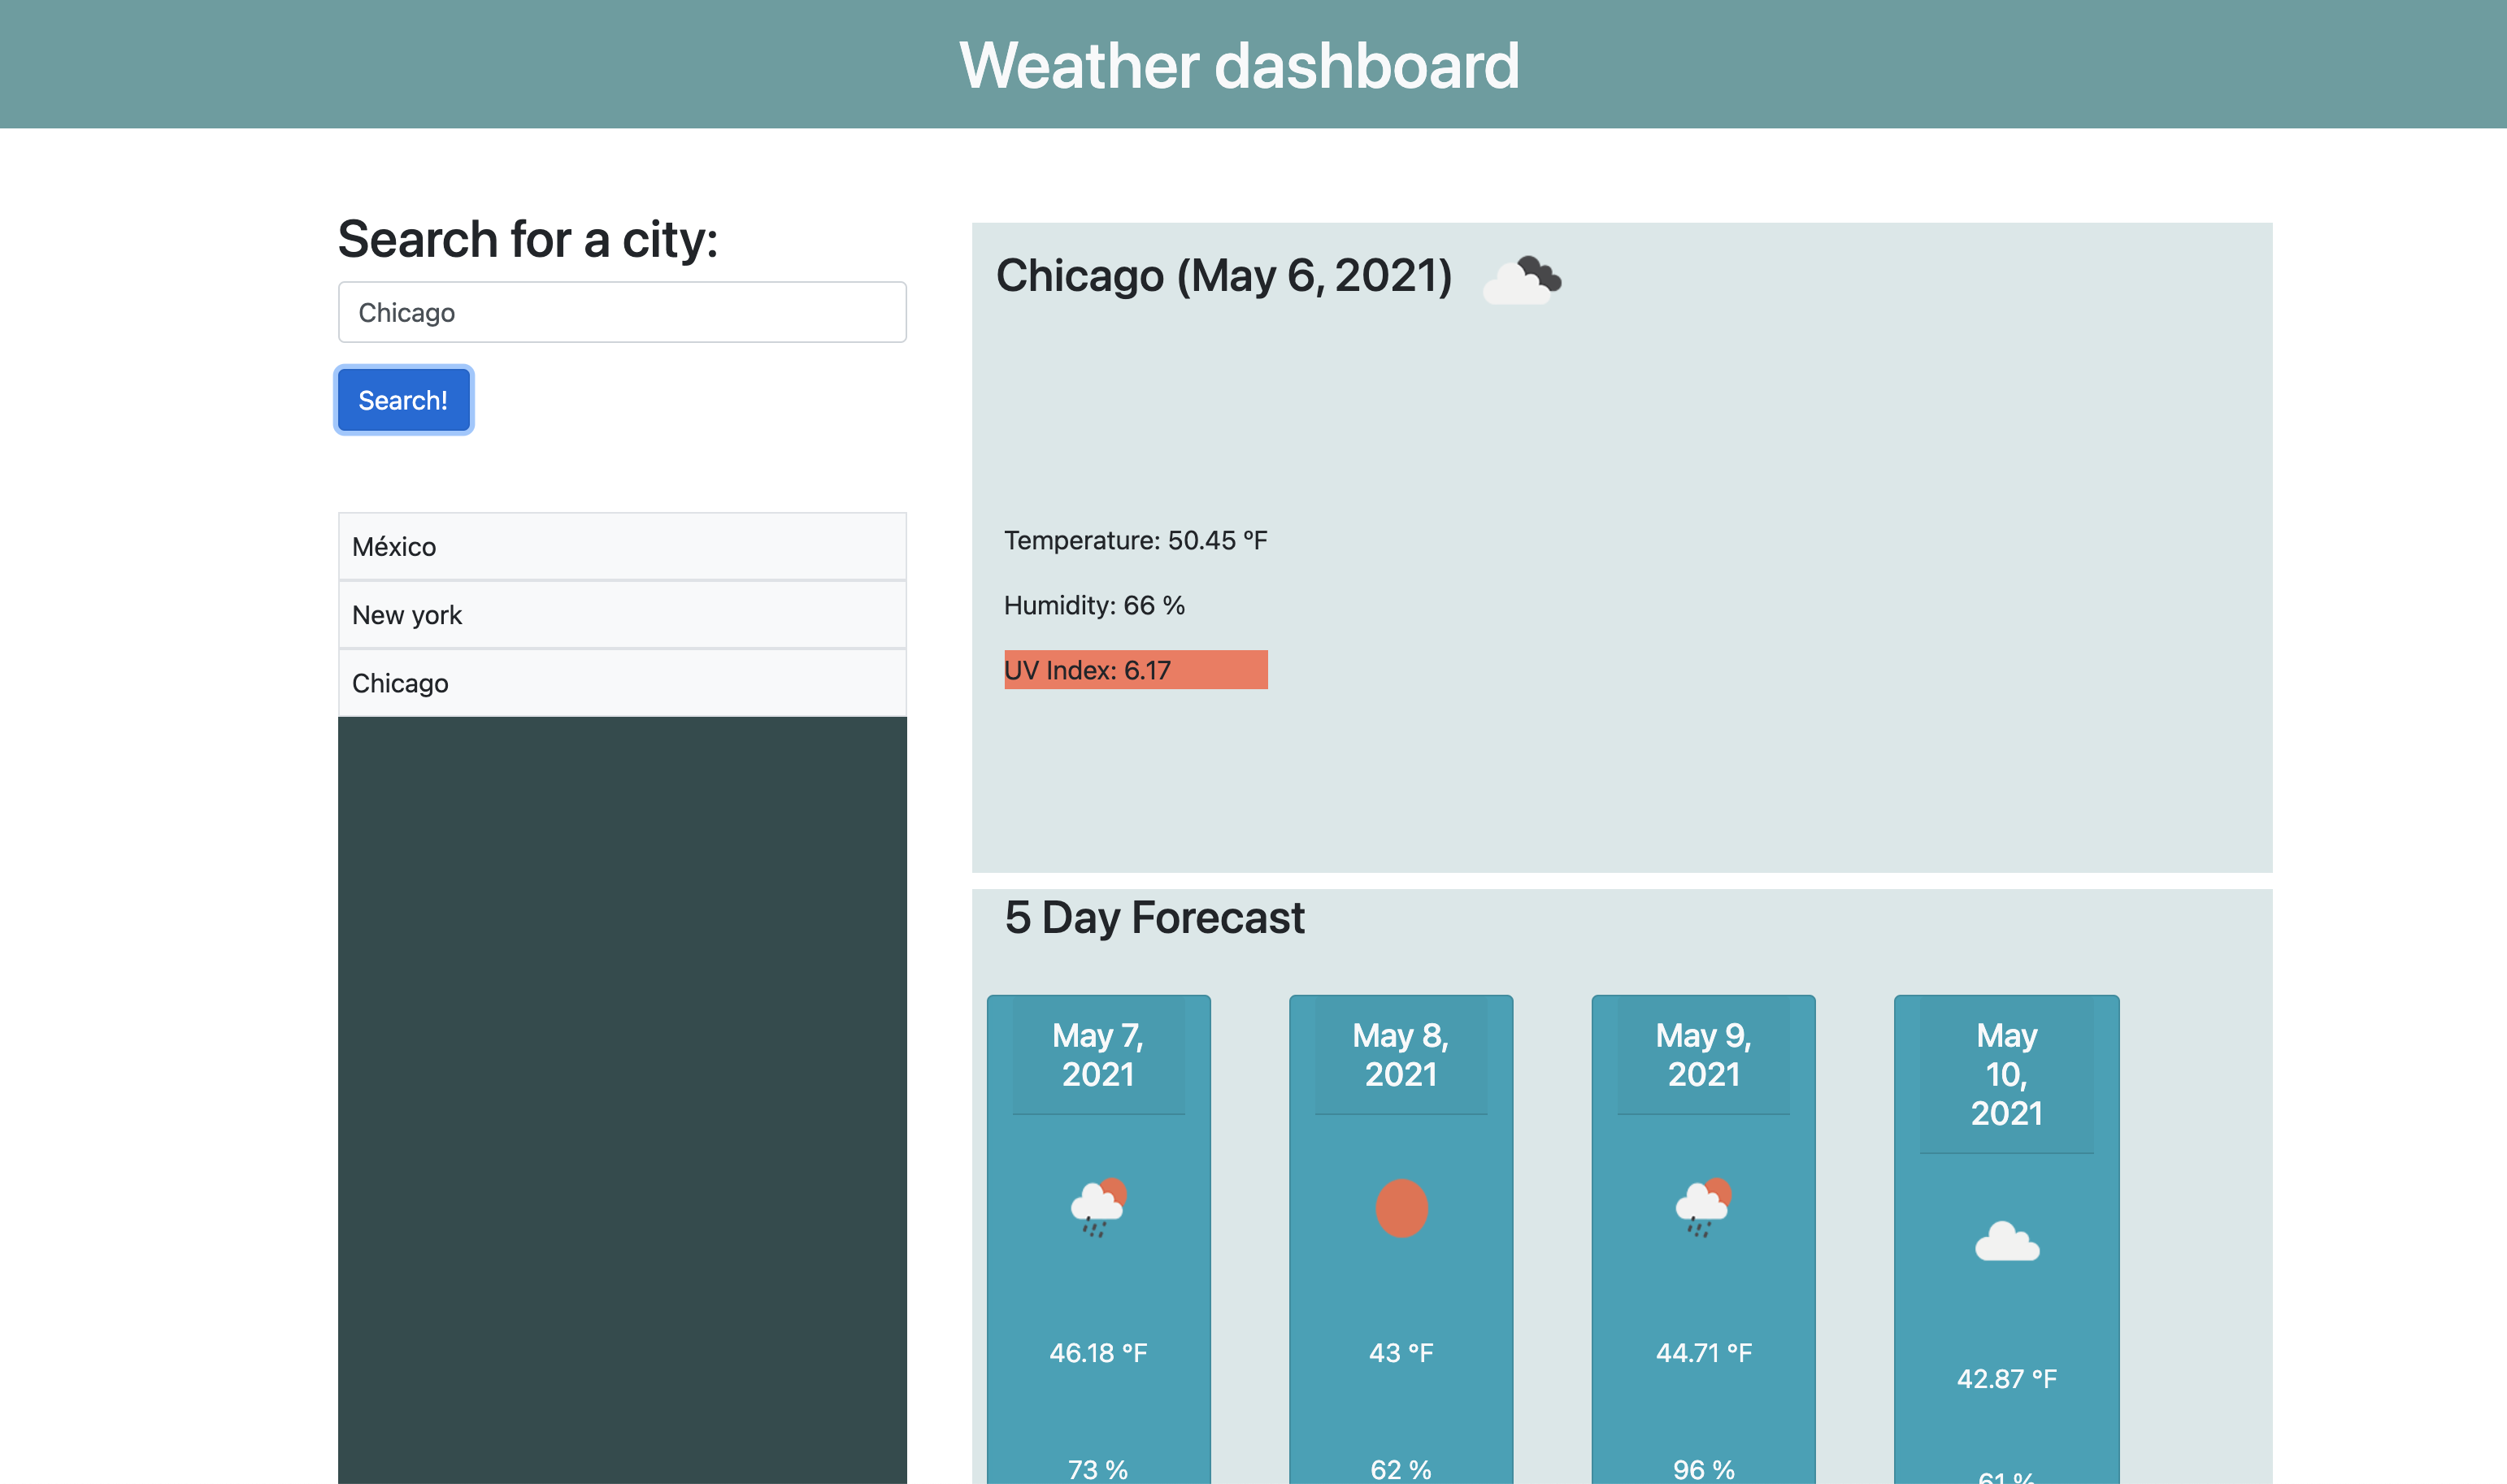 Weather dashboard
Search for a city:
Chicago
Search!
México
New york
Chicago
Chicago (May 6, 2021)
Temperature: 50.45 °F
Humidity: 66 %
UV Index: 6.17
5 Day Forecast
May 7,
2021
46.18 °F
73 %
May 8,
2021
43 °F
62 %
May 9,
2021
44.71 °F
96 %
May
10,
2021
42.87 °F
61 %